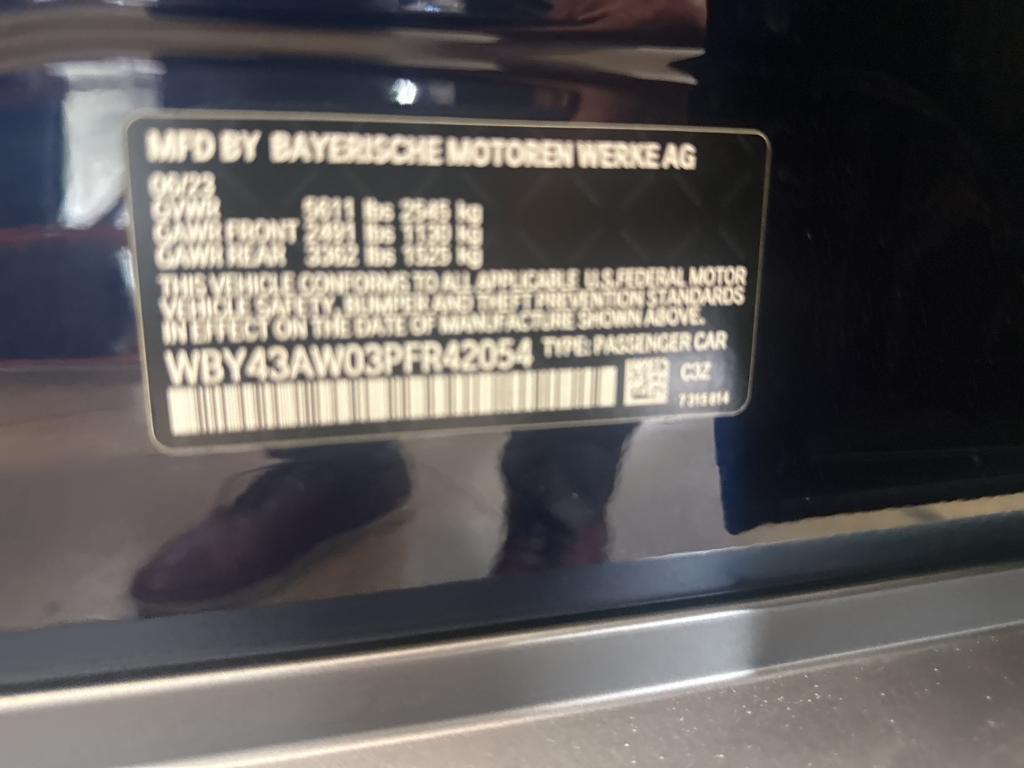 MFD BY BAYERISCHE MOTOREN WERKE AG
06/23
GVWR 5611 lbs 2545 kg
GAWR FRONT 2491 lbs 1130 kg
GAWR REAR 3362 lbs 1525 kg
THIS VEHICLE CONFORMS TO ALL APPLICABLE U.S.FEDERAL MOTOR
VEHICLE SAFETY, BUMPER AND THEFT PREVENTION STANDARDS
IN EFFECT ON THE DATE OF MANUFACTURE SHOWN ABOVE.
WBY43AW03PFR42054 TYPE: PASSENGER CAR
C3Z
7315814